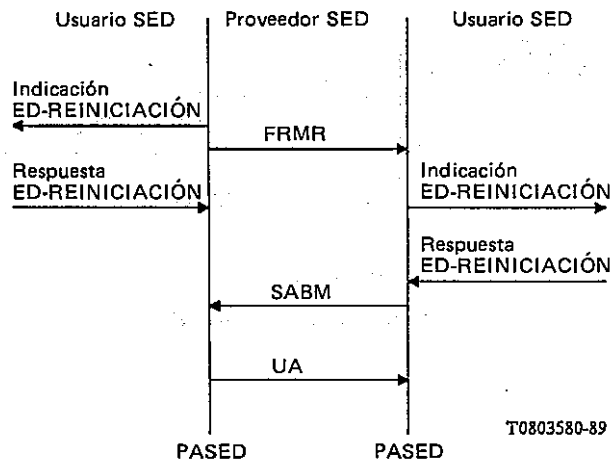 Usuario SED
Proveedor SED
Usuario SED
Indicación
ED-REINICIACIÓN
FRMR
Respuesta
ED-REINICIACIÓN
Indicación
ED-REINICIACIÓN
Respuesta
ED-REINICIACIÓN
SABM
UA
T0803580-89
PASED
PASED